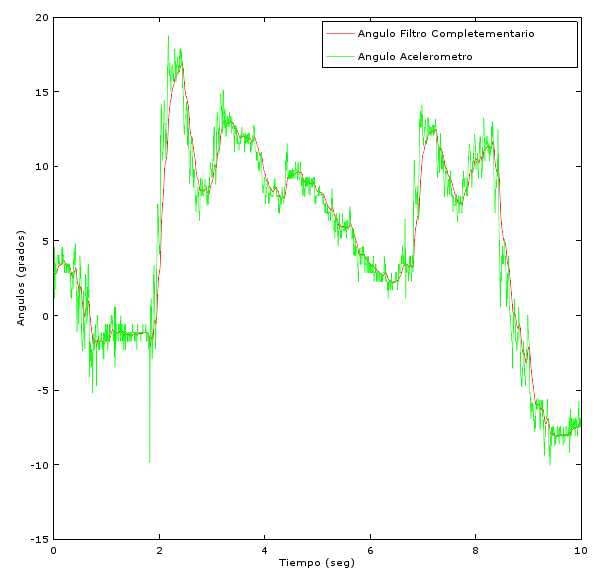 20
Angulo Filtro Completementario
Angulo Acelerometro
15
10
5
0
-5
-10
-15
Angulos (grados)
0 2 4 6 8 10
Tiempo (seg)